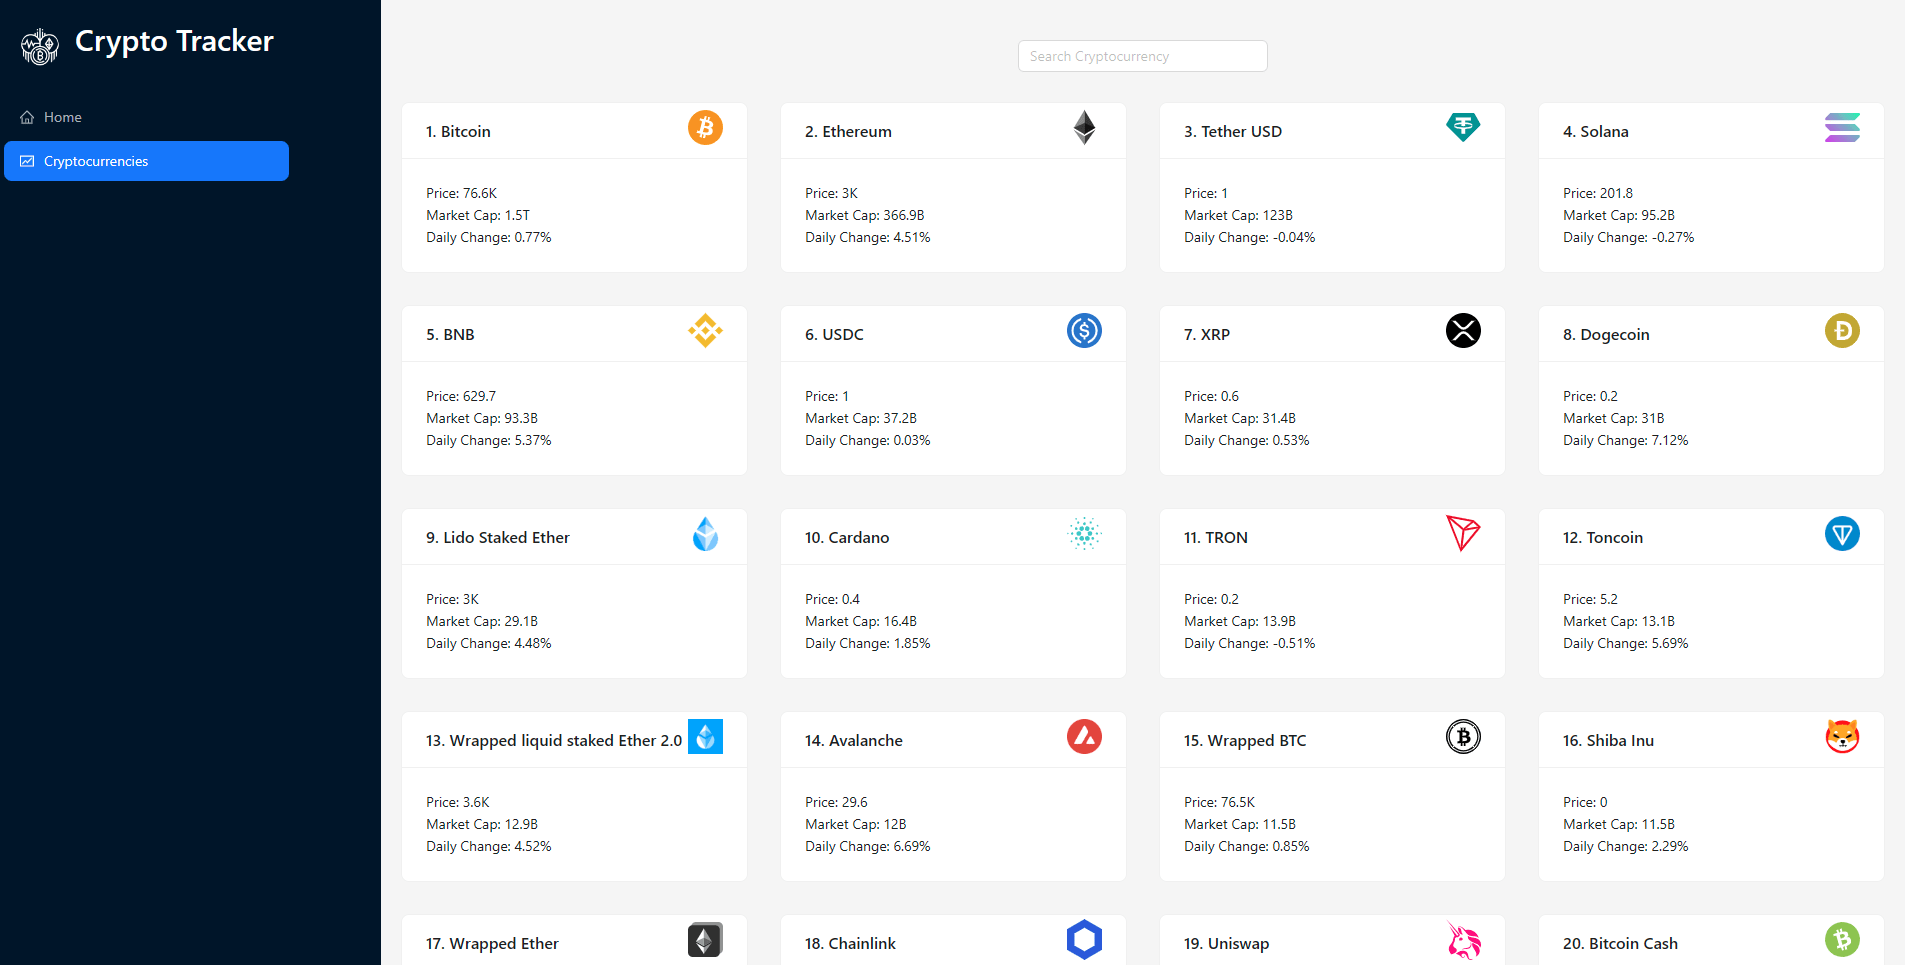 Crypto Tracker
Home
Cryptocurrencies
Search Cryptocurrency
1. Bitcoin
Price: 76.6K
Market Cap: 1.5T
Daily Change: 0.77%
2. Ethereum
Price: 3K
Market Cap: 366.9B
Daily Change: 4.51%
3. Tether USD
Price: 1
Market Cap: 123B
Daily Change: -0.04%
4. Solana
Price: 201.8
Market Cap: 95.2B
Daily Change: -0.27%
5. BNB
Price: 629.7
Market Cap: 93.3B
Daily Change: 5.37%
6. USDC
Price: 1
Market Cap: 37.2B
Daily Change: 0.03%
7. XRP
Price: 0.6
Market Cap: 31.4B
Daily Change: 0.53%
8. Dogecoin
Price: 0.2
Market Cap: 31B
Daily Change: 7.12%
9. Lido Staked Ether
Price: 3K
Market Cap: 29.1B
Daily Change: 4.48%
10. Cardano
Price: 0.4
Market Cap: 16.4B
Daily Change: 1.85%
11. TRON
Price: 0.2
Market Cap: 13.9B
Daily Change: -0.51%
12. Toncoin
Price: 5.2
Market Cap: 13.1B
Daily Change: 5.69%
13. Wrapped liquid staked Ether 2.0
Price: 3.6K
Market Cap: 12.9B
Daily Change: 4.52%
14. Avalanche
Price: 29.6
Market Cap: 12B
Daily Change: 6.69%
15. Wrapped BTC
Price: 76.5K
Market Cap: 11.5B
Daily Change: 0.85%
16. Shiba Inu
Price: 0
Market Cap: 11.5B
Daily Change: 2.29%
17. Wrapped Ether
18. Chainlink
19. Uniswap
20. Bitcoin Cash